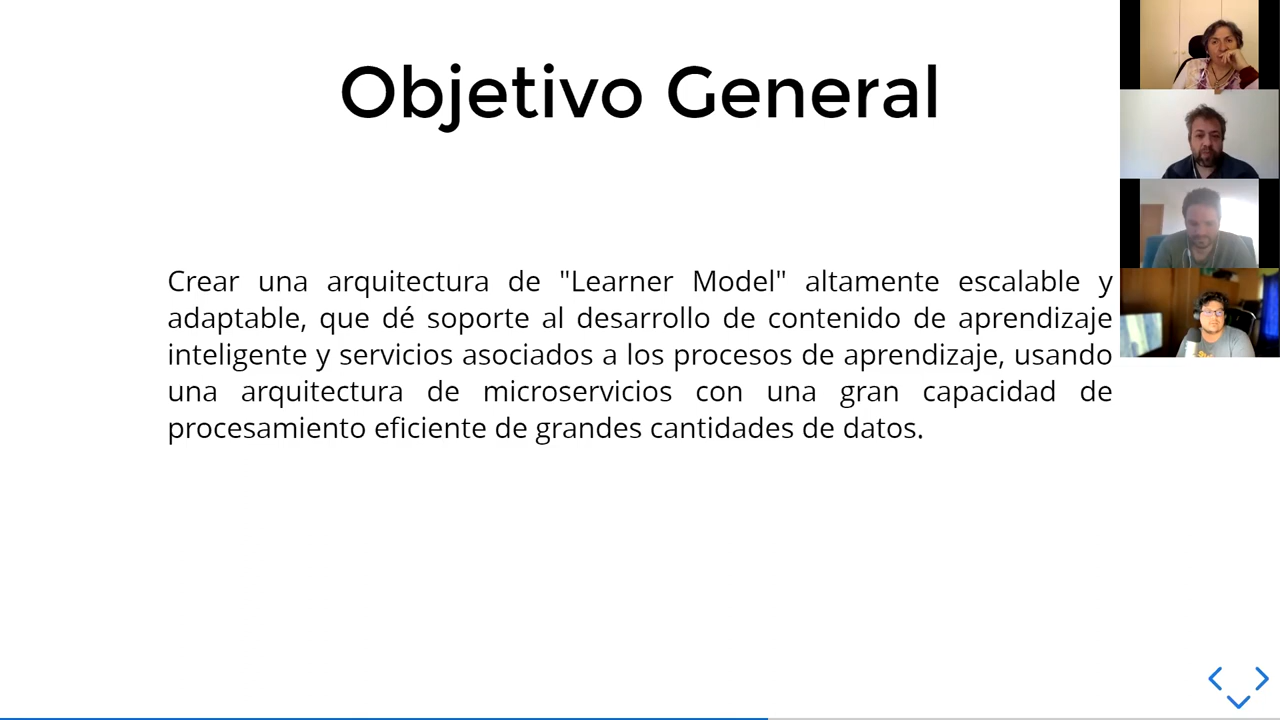 Objetivo General
Crear una arquitectura de "Learner Model" altamente escalable y
adaptable, que dé soporte al desarrollo de contenido de aprendizaje
inteligente y servicios asociados a los procesos de aprendizaje, usando
una arquitectura de microservicios con una gran capacidad de
procesamiento eficiente de grandes cantidades de datos.